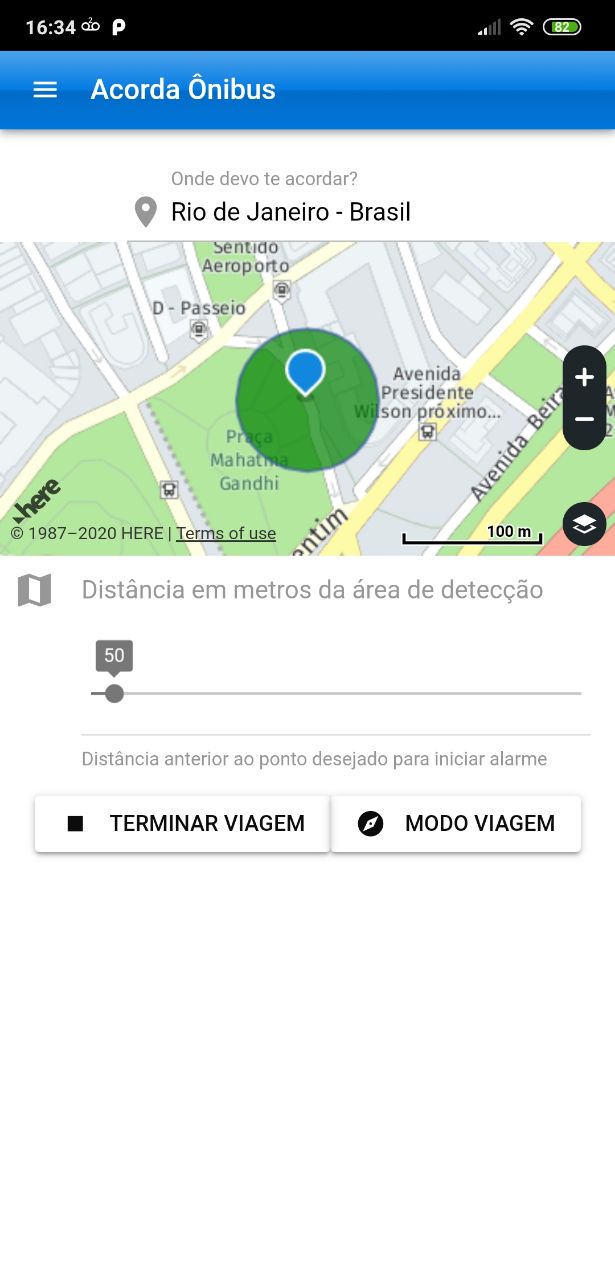 16:34
82
Acorda Ônibus
Onde devo te acordar?
Rio de Janeiro - Brasil
Sentido
Aeroporto
D - Passeio
Avenida
Presidente
Wilson próximo...
Praça
Mahatma
Gandhi
Avenida Beira
here
© 1987–2020 HERE | Terms of use
100 m
Distância em metros da área de detecção
50
Distância anterior ao ponto desejado para iniciar alarme
TERMINAR VIAGEM
MODO VIAGEM